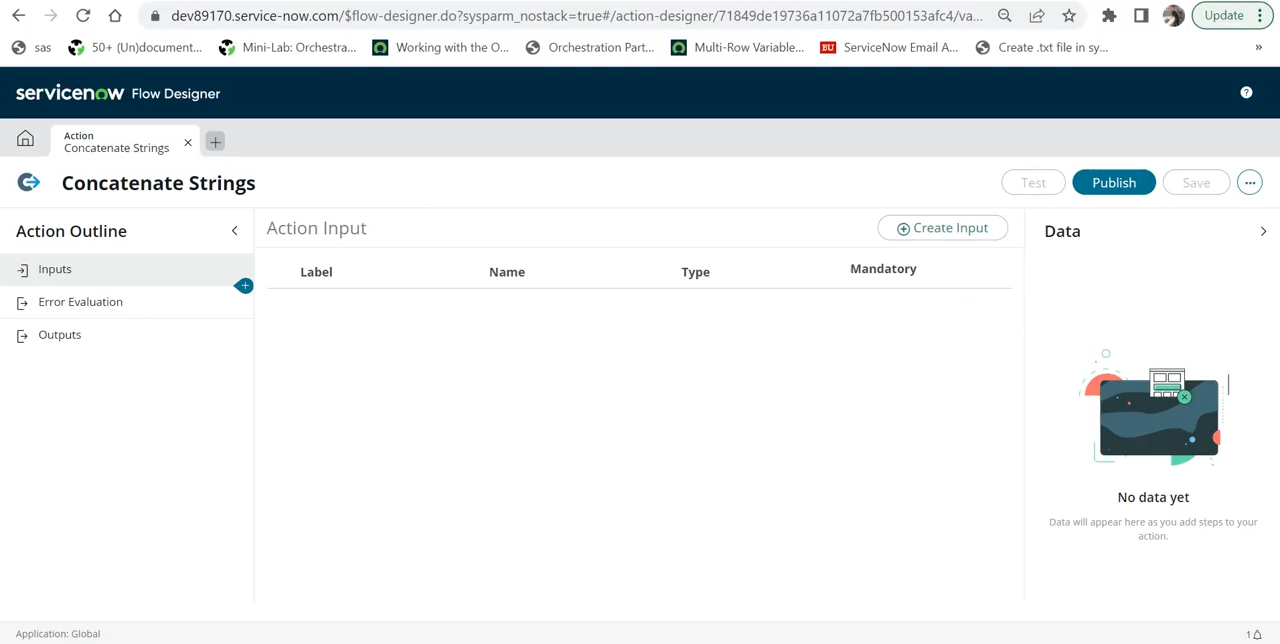 dev89170.service-now.com/$flow-designer.do?sysparm_nostack=true#/action-designer/71849de19736a11072a7fb500153afc4/va...
Update
sas
50+ (Un)document...
Mini-Lab: Orchestra...
Working with the O...
Orchestration Part...
Multi-Row Variable...
BU
ServiceNow Email A...
Create .txt file in sy...
»
servicenow Flow Designer
?
Action
Concatenate Strings
Concatenate Strings
Test
Publish
Save
Action Outline
Action Input
Create Input
Data
Inputs
Label
Name
Type
Mandatory
Error Evaluation
Outputs
No data yet
Data will appear here as you add steps to your
action.
Application: Global
1